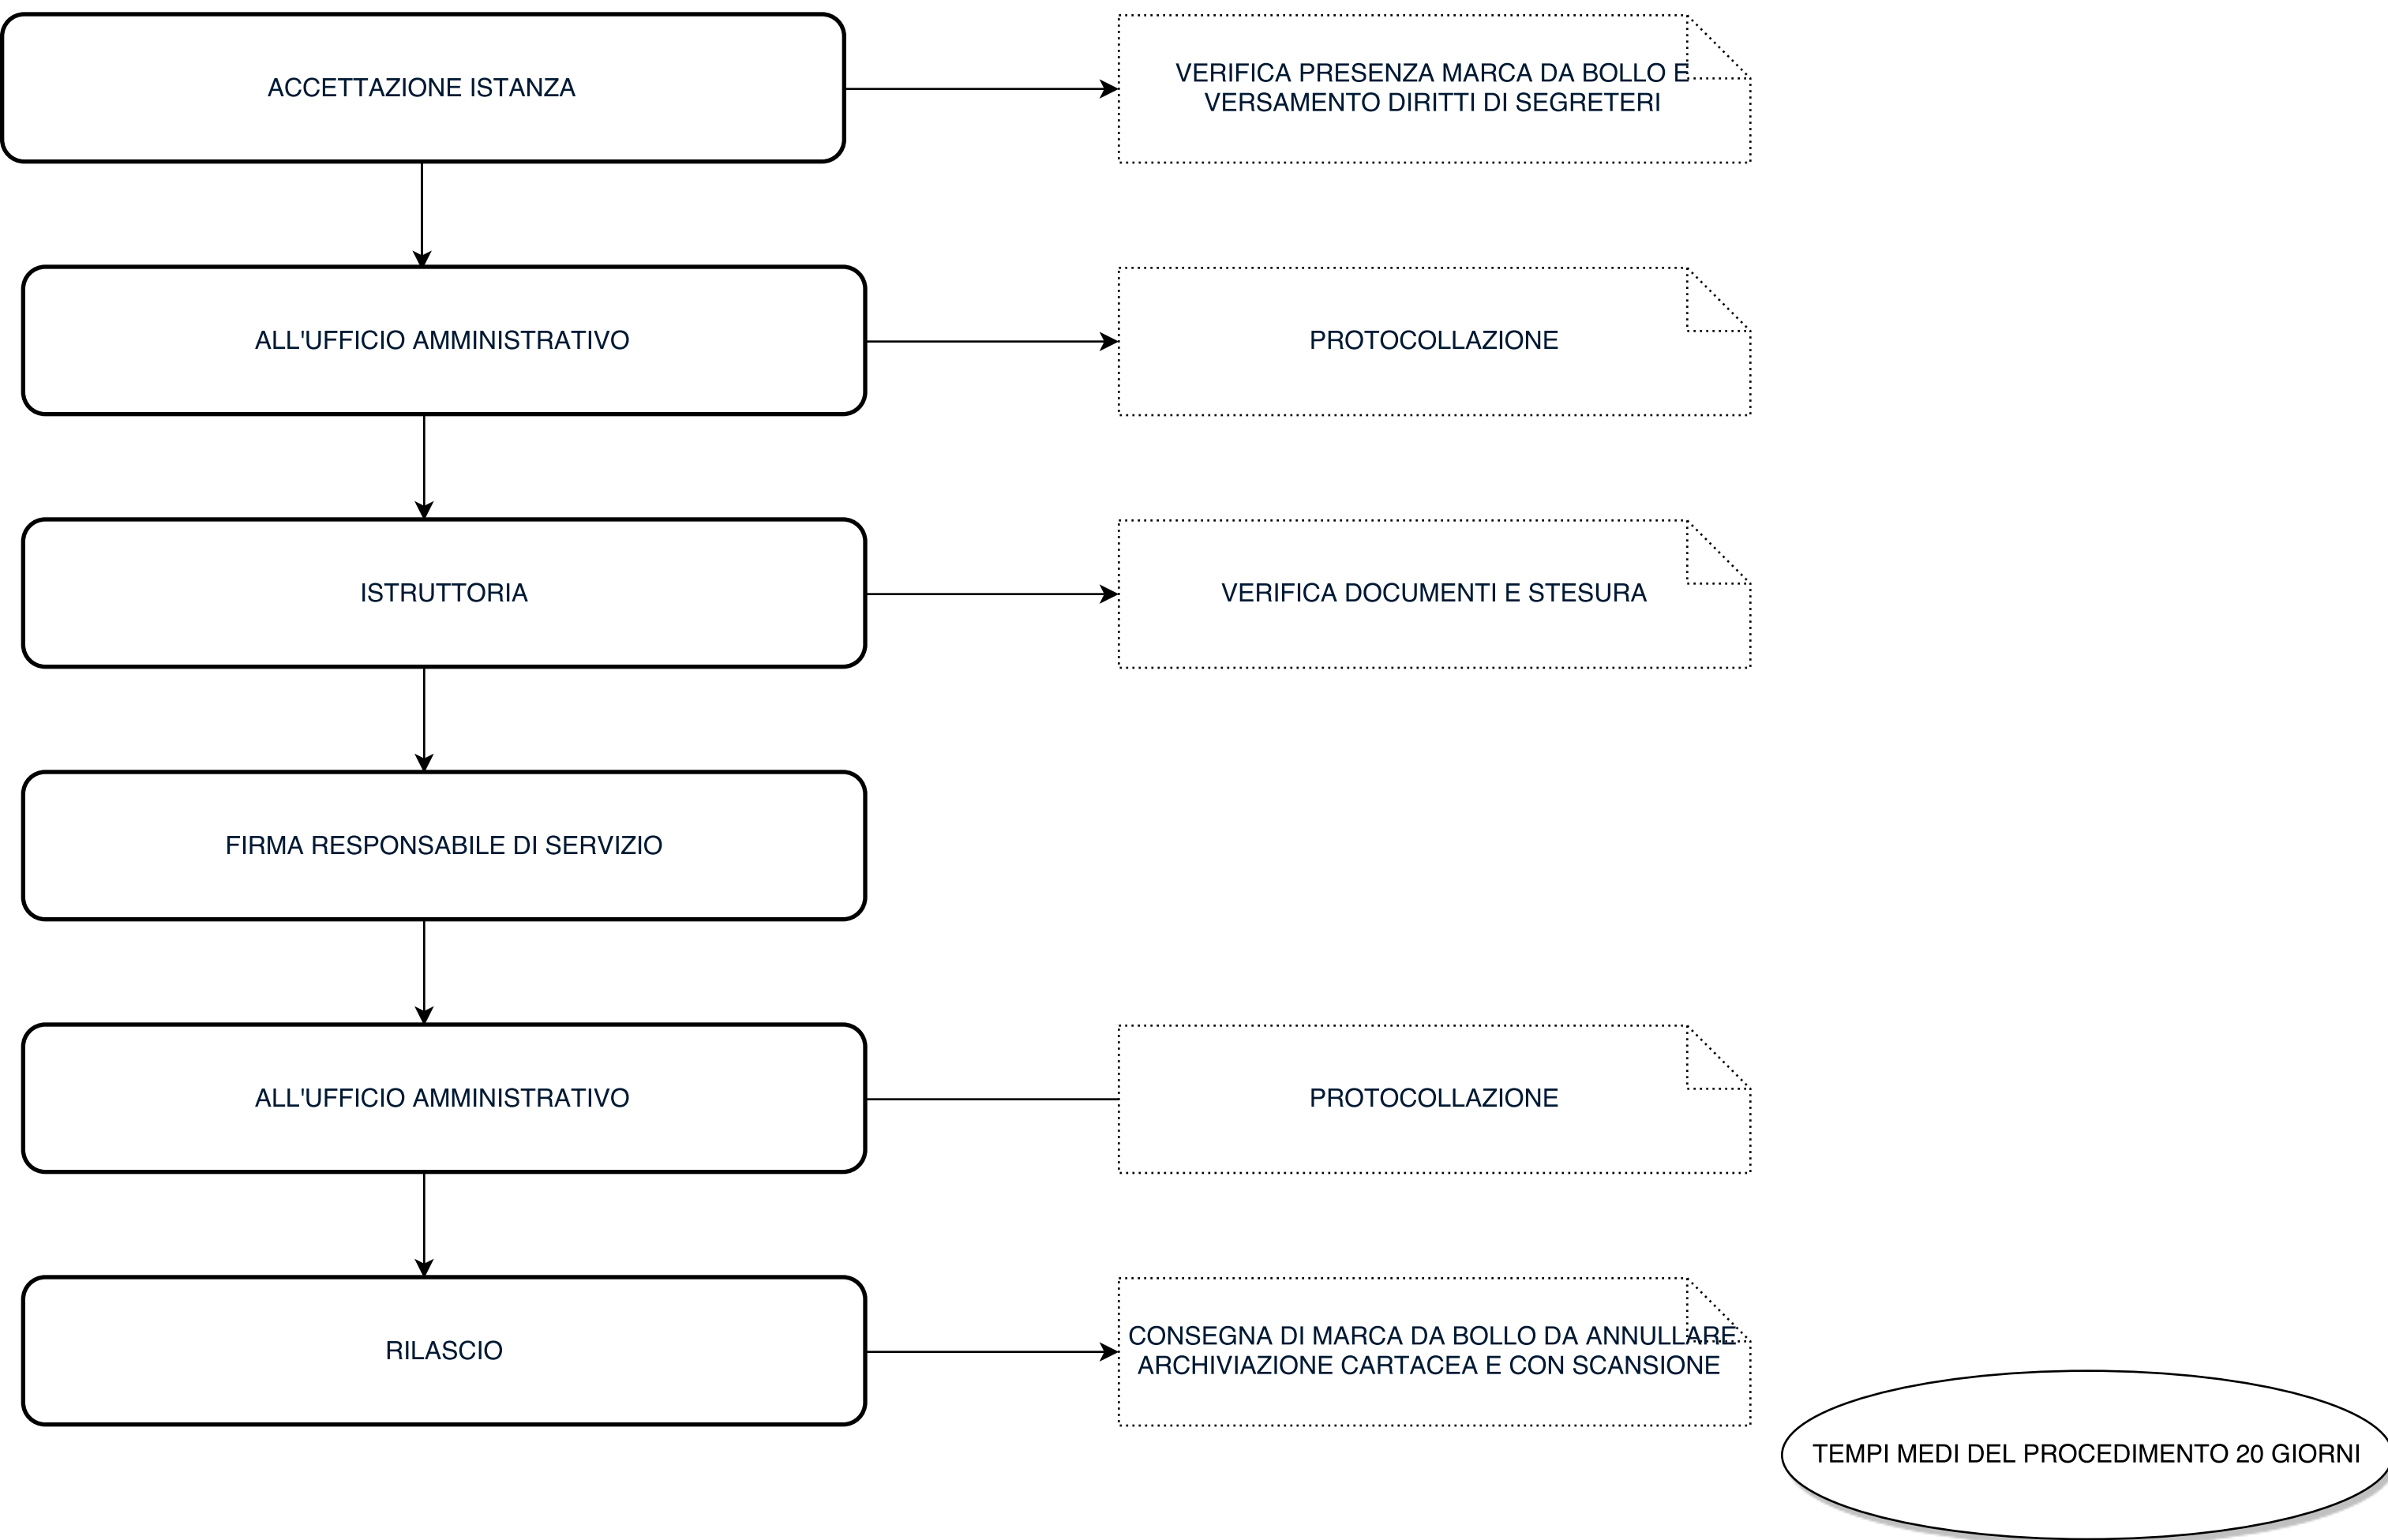 ACCETTAZIONE ISTANZA
VERIFICA PRESENZA MARCA DA BOLLO E
VERSAMENTO DIRITTI DI SEGRETERI
ALL'UFFICIO AMMINISTRATIVO
PROTOCOLLAZIONE
ISTRUTTORIA
VERIFICA DOCUMENTI E STESURA
FIRMA RESPONSABILE DI SERVIZIO
ALL'UFFICIO AMMINISTRATIVO
PROTOCOLLAZIONE
RILASCIO
CONSEGNA DI MARCA DA BOLLO DA ANNULLARE
ARCHIVIAZIONE CARTACEA E CON SCANSIONE
TEMPI MEDI DEL PROCEDIMENTO 20 GIORNI